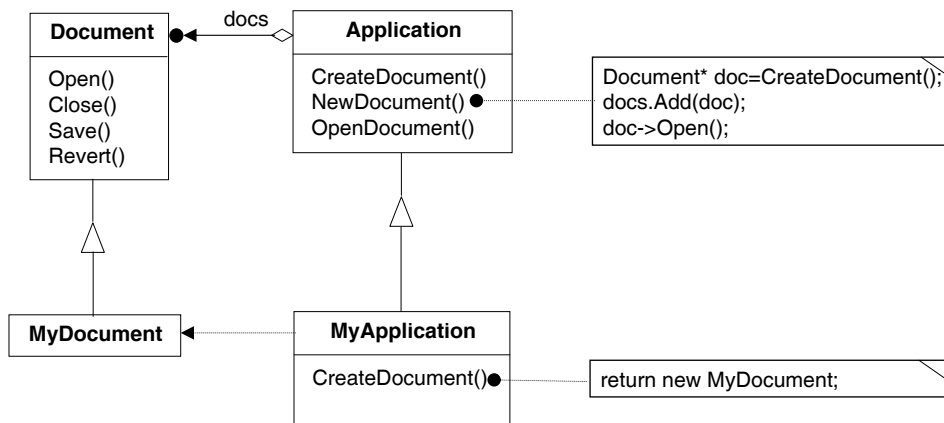 docs
Document
Open()
Close()
Save()
Revert()
Application
CreateDocument()
NewDocument()
OpenDocument()
Document* doc=CreateDocument();
docs.Add(doc);
doc->Open();
MyDocument
MyApplication
CreateDocument()
return new MyDocument;